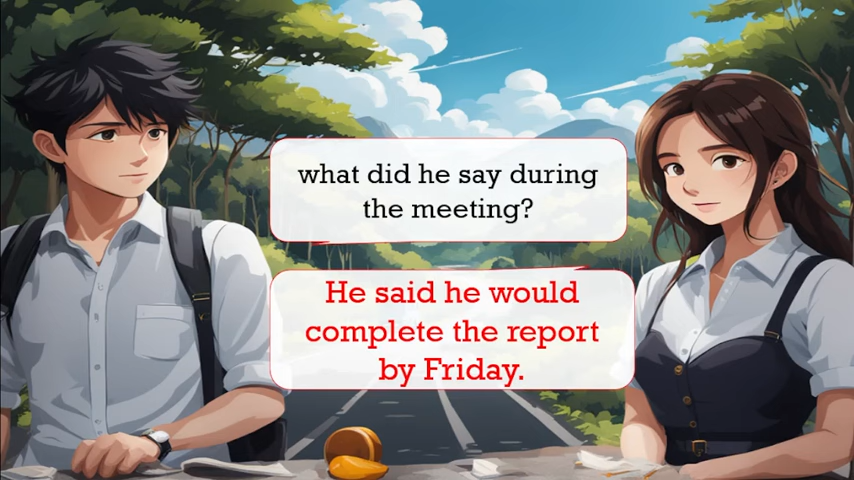 what did he say during
the meeting?
He said he would
complete the report
by Friday.